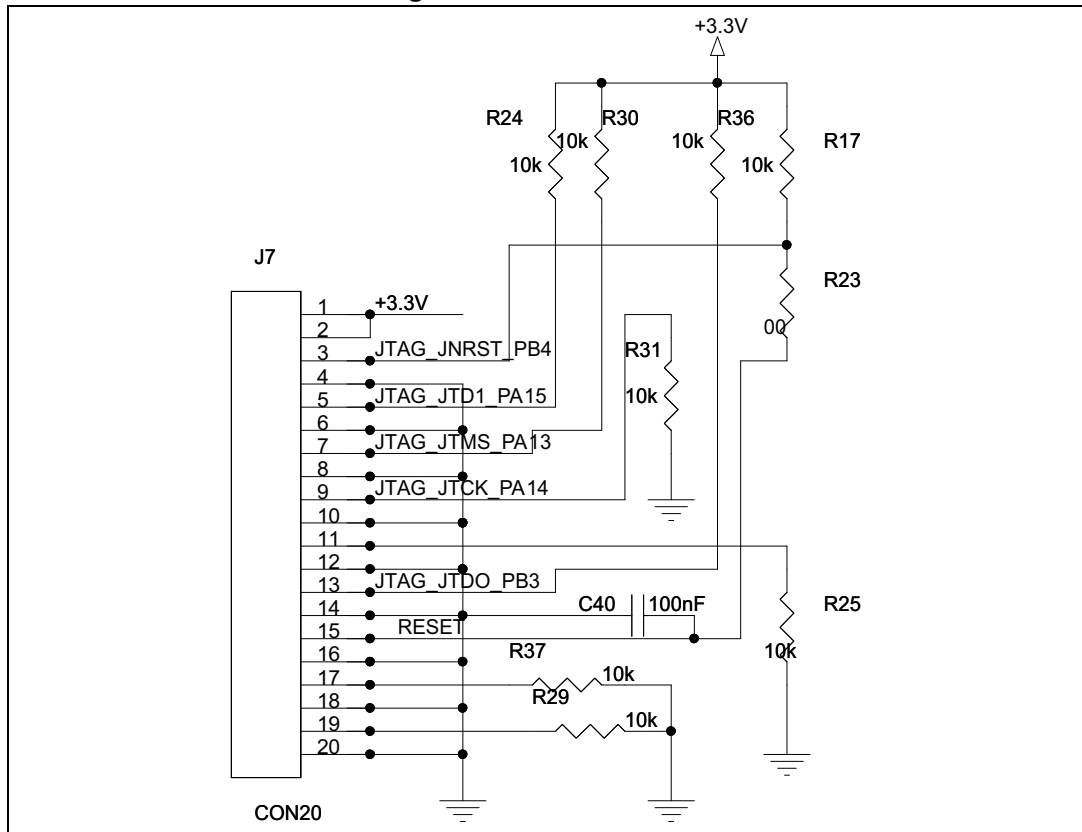 +3.3V
R24
R30
R36
R17
10k
10k
10k
10k
J7
R23
1
+3.3V
2
00
3
JTAG_JNRST_PB4
R31
4
5
JTAG_JTD1_PA15
10k
6
7
JTAG_JTMS_PA13
8
9
JTAG_JTCK_PA14
10
11
12
13
JTAG_JTDO_PB3
14
C40
100nF
R25
15
RESET
R37
10k
16
17
10k
R29
18
19
10k
20
CON20